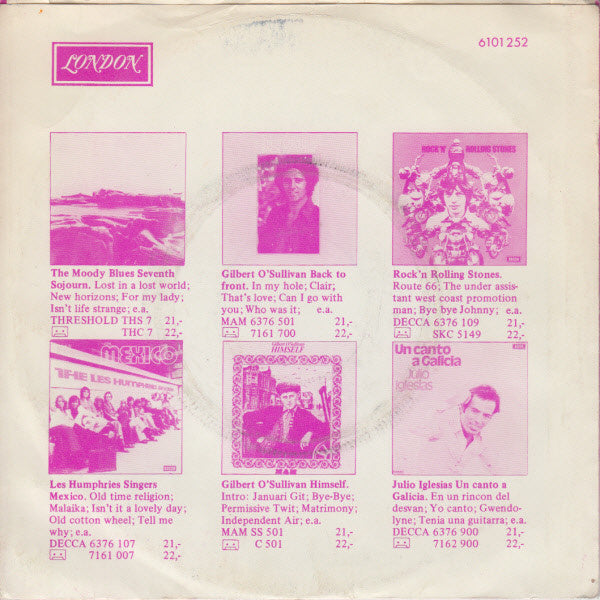 LONDON
6101252
ROCK'N' ROLLING STONES
The Moody Blues Seventh
Sojourn. Lost in a lost world;
New horizons; For my lady;
Isn't life strange; e.a.
THRESHOLD THS 7 21,-
THC 7 22,-
Gilbert O'Sullivan Back to
front. In my hole; Clair;
That's love; Can I go with
you; Who was it; e.a.
MAM 6376 501 21,-
7161 700 22,-
Rock'n Rolling Stones.
Route 66; The under assis-
tant west coast promotion
man; Bye bye Johnny; e.a.
DECCA 6376 109 21,-
SKC 5149 22,-
MEXICO
THE LES HUMPHRIES SINGERS
Gilbert O'Sullivan
HIMSELF
MAM
Un canto
a Galicia
Julio
iglesias
Les Humphries Singers
Mexico. Old time religion;
Malaika; Isn't it a lovely day;
Old cotton wheel; Tell me
why; e.a.
DECCA 6376 107 21,-
7161 007 22,-
Gilbert O'Sullivan Himself.
Intro: Januari Git; Bye-Bye;
Permissive Twit; Matrimony;
Independent Air; e.a.
MAM SS 501 21,-
C 501 22,-
Julio Iglesias Un canto a
Galicia. En un rincon del
desvan; Yo canto; Gwendo-
lyne; Tenia una guitarra; e.a.
DECCA 6376 900 21,-
7162 900 22,-